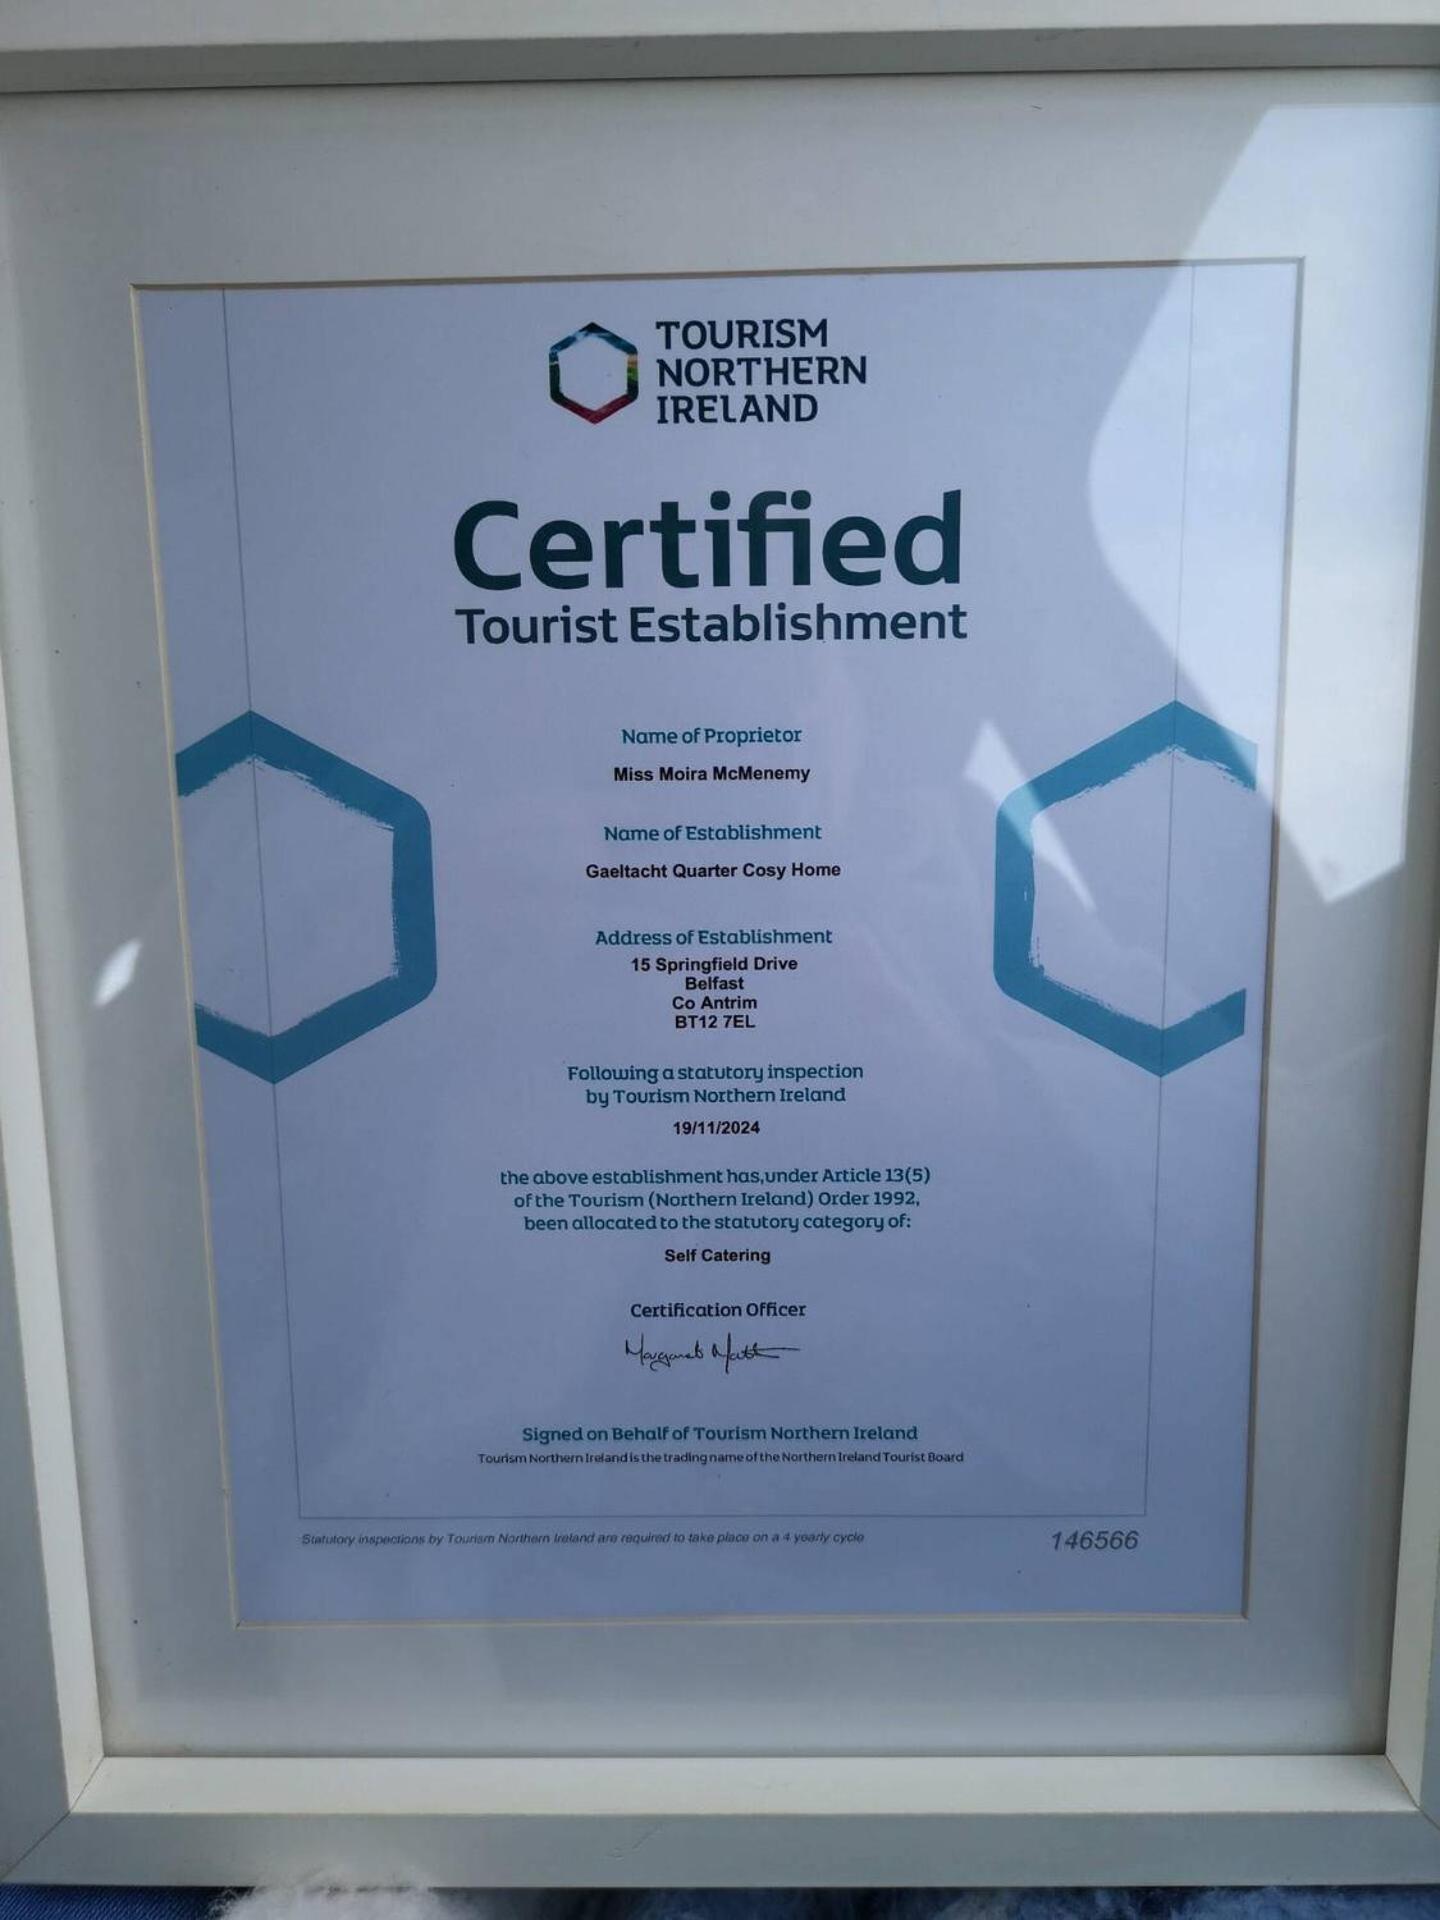 TOURISM
NORTHERN
IRELAND
Certified
Tourist Establishment
Name of Proprietor
Miss Moira McMenemy
Name of Establishment
Gaeltacht Quarter Cosy Home
Address of Establishment
15 Springfield Drive
Belfast
Co Antrim
BT12 7EL
Following a statutory inspection
by Tourism Northern Ireland
19/11/2024
the above establishment has,under Article 13(5)
of the Tourism (Northern Ireland) Order 1992,
been allocated to the statutory category of:
Self Catering
Certification Officer
Margaret
Signed on Behalf of Tourism Northern Ireland
Tourism Northern Ireland is the trading name of the Northern Ireland Tourist Board
Statutory inspections by Tourism Northern Ireland are required to take place on a 4 yearly cycle
146566